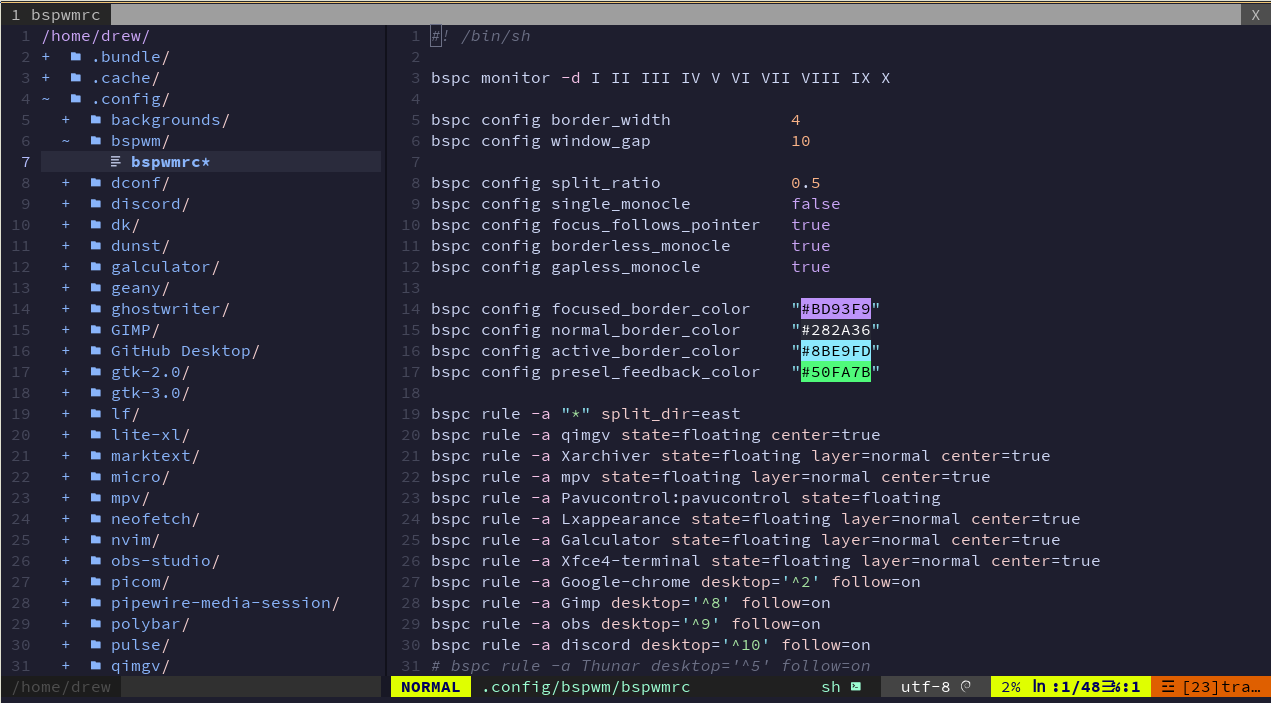 1 bspwmrc X
1 /home/drew/
2 + .bundle/
3 + .cache/
4 ~ .config/
5 + backgrounds/
6 ~ bspwm/
7 bspwmrc*
8 + dconf/
9 + discord/
10 + dk/
11 + dunst/
12 + galculator/
13 + geany/
14 + ghostwriter/
15 + GIMP/
16 + GitHub Desktop/
17 + gtk-2.0/
18 + gtk-3.0/
19 + lf/
20 + lite-xl/
21 + marktext/
22 + micro/
23 + mpv/
24 + neofetch/
25 + nvim/
26 + obs-studio/
27 + picom/
28 + pipewire-media-session/
29 + polybar/
30 + pulse/
31 + qimgv/
/home/drew
1 #! /bin/sh
2
3 bspc monitor -d I II III IV V VI VII VIII IX X
4
5 bspc config border_width 4
6 bspc config window_gap 10
7
8 bspc config split_ratio 0.5
9 bspc config single_monocle false
10 bspc config focus_follows_pointer true
11 bspc config borderless_monocle true
12 bspc config gapless_monocle true
13
14 bspc config focused_border_color "#BD93F9"
15 bspc config normal_border_color "#282A36"
16 bspc config active_border_color "#8BE9FD"
17 bspc config presel_feedback_color "#50FA7B"
18
19 bspc rule -a "*" split_dir=east
20 bspc rule -a qimgv state=floating center=true
21 bspc rule -a Xarchiver state=floating layer=normal center=true
22 bspc rule -a mpv state=floating layer=normal center=true
23 bspc rule -a Pavucontrol:pavucontrol state=floating
24 bspc rule -a Lxappearance state=floating layer=normal center=true
25 bspc rule -a Galculator state=floating layer=normal center=true
26 bspc rule -a Xfce4-terminal state=floating layer=normal center=true
27 bspc rule -a Google-chrome desktop='^2' follow=on
28 bspc rule -a Gimp desktop='^8' follow=on
29 bspc rule -a obs desktop='^9' follow=on
30 bspc rule -a discord desktop='^10' follow=on
31 # bspc rule -a Thunar desktop='^5' follow=on
NORMAL .config/bspwm/bspwmrc sh utf-8 2% ln :1/48☰℅:1 ☲ [23]tra…